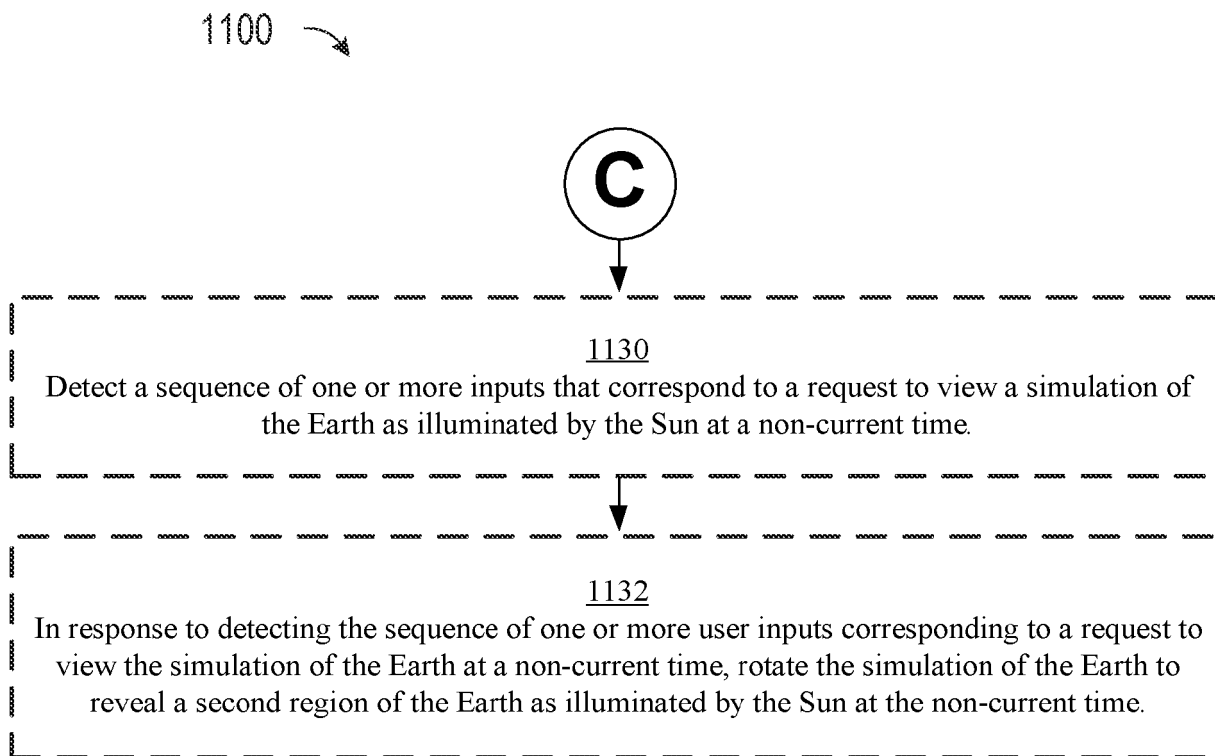 1100
C
1130
Detect a sequence of one or more inputs that correspond to a request to view a simulation of
the Earth as illuminated by the Sun at a non-current time.
1132
In response to detecting the sequence of one or more user inputs corresponding to a request to
view the simulation of the Earth at a non-current time, rotate the simulation of the Earth to
reveal a second region of the Earth as illuminated by the Sun at the non-current time.